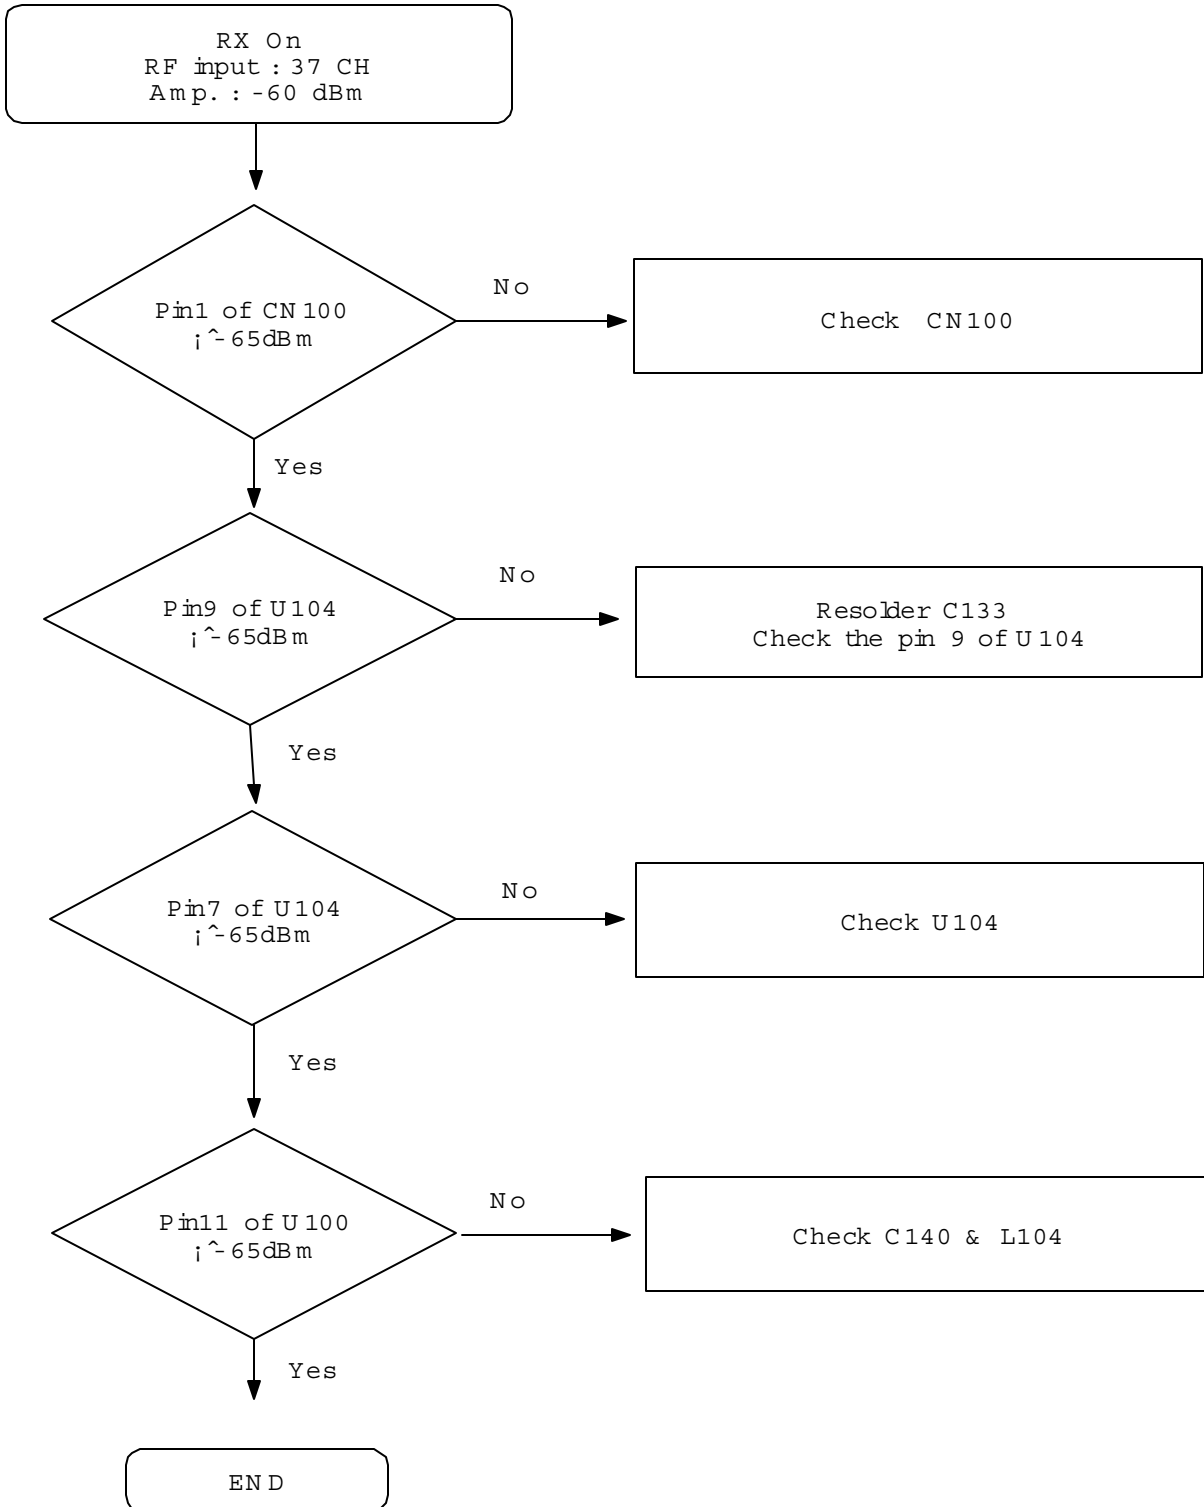 RX On
RF input : 37 CH
Amp. : -60 dBm
Pin1 of CN100
¡ˆ-65dBm
No
Check CN100
Yes
Pin9 of U104
¡ˆ-65dBm
No
Resolder C133
Check the pin 9 of U104
Yes
Pin7 of U104
¡ˆ-65dBm
No
Check U104
Yes
Pin11 of U100
¡ˆ-65dBm
No
Check C140 & L104
Yes
END